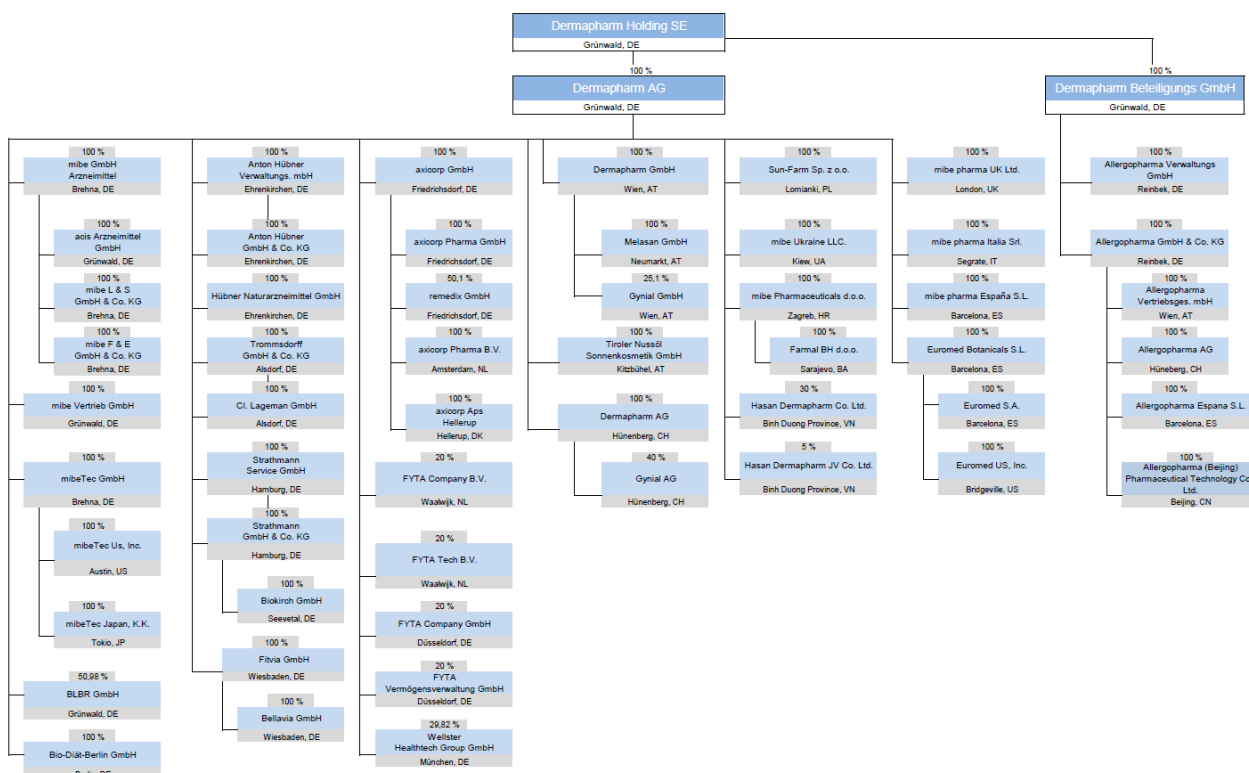 Dermapharm Holding SE
Grünwald, DE
100 %
Dermapharm AG
Grünwald, DE
100 %
Dermapharm Beteiligungs GmbH
Grünwald, DE
100 %
mibe GmbH
Arzneimittel
Brehna, DE
100 %
acis Arzneimittel
GmbH
Grünwald, DE
100 %
mibe L & S
GmbH & Co. KG
Brehna, DE
100 %
mibe F & E
GmbH & Co. KG
Brehna, DE
100 %
mibe Vertrieb GmbH
Grünwald, DE
100 %
mibeTec GmbH
Brehna, DE
100 %
mibeTec Us, Inc.
Austin, US
100 %
mibeTec Japan, K.K.
Tokio, JP
50,98 %
BLBR GmbH
Grünwald, DE
100 %
Bio-Diät-Berlin GmbH
100 %
Anton Hübner
Verwaltungs. mbH
Ehrenkirchen, DE
100 %
Anton Hübner
GmbH & Co. KG
Ehrenkirchen, DE
100 %
Hübner Naturarzneimittel GmbH
Ehrenkirchen, DE
100 %
Trommsdorff
GmbH & Co. KG
Alsdorf, DE
100 %
Cl. Lageman GmbH
Alsdorf, DE
100 %
Strathmann
Service GmbH
Hamburg, DE
100 %
Strathmann
GmbH & Co. KG
Hamburg, DE
100 %
Biokirch GmbH
Seevetal, DE
100 %
Fitvia GmbH
Wiesbaden, DE
100 %
Bellavia GmbH
Wiesbaden, DE
100 %
axicorp GmbH
Friedrichsdorf, DE
100 %
axicorp Pharma GmbH
Friedrichsdorf, DE
50,1 %
remedix GmbH
Friedrichsdorf, DE
100 %
axicorp Pharma B.V.
Amsterdam, NL
100 %
axicorp Aps
Hellerup
Hellerup, DK
20 %
FYTA Company B.V.
Waalwijk, NL
20 %
FYTA Tech B.V.
Waalwijk, NL
20 %
FYTA Company GmbH
Düsseldorf, DE
20 %
FYTA
Vermögensverwaltung GmbH
Düsseldorf, DE
29,82 %
Wellster
Healthtech Group GmbH
München, DE
100 %
Dermapharm GmbH
Wien, AT
100 %
Melasan GmbH
Neumarkt, AT
25,1 %
Gynial GmbH
Wien, AT
100 %
Tiroler Nussöl
Sonnenkosmetik GmbH
Kitzbühel, AT
100 %
Dermapharm AG
Hünenberg, CH
40 %
Gynial AG
Hünenberg, CH
100 %
Sun-Farm Sp. z o.o.
Lomianki, PL
100 %
mibe Ukraine LLC.
Kiew, UA
100 %
mibe Pharmaceuticals d.o.o.
Zagreb, HR
100 %
Farmal BH d.o.o.
Sarajevo, BA
30 %
Hasan Dermapharm Co. Ltd.
Binh Duong Province, VN
5 %
Hasan Dermapharm JV Co. Ltd.
Binh Duong Province, VN
100 %
mibe pharma UK Ltd.
London, UK
100 %
mibe pharma Italia Srl.
Segrate, IT
100 %
mibe pharma España S.L.
Barcelona, ES
100 %
Euromed Botanicals S.L.
Barcelona, ES
100 %
Euromed S.A.
Barcelona, ES
100 %
Euromed US, Inc.
Bridgeville, US
100 %
Allergopharma Verwaltungs
GmbH
Reinbek, DE
100 %
Allergopharma GmbH & Co. KG
Reinbek, DE
100 %
Allergopharma
Vertriebsges. mbH
Wien, AT
100 %
Allergopharma AG
Hüneberg, CH
100 %
Allergopharma Espana S.L.
Barcelona, ES
100 %
Allergopharma (Beijing)
Pharmaceutical Technology Co.
Ltd.
Beijing, CN